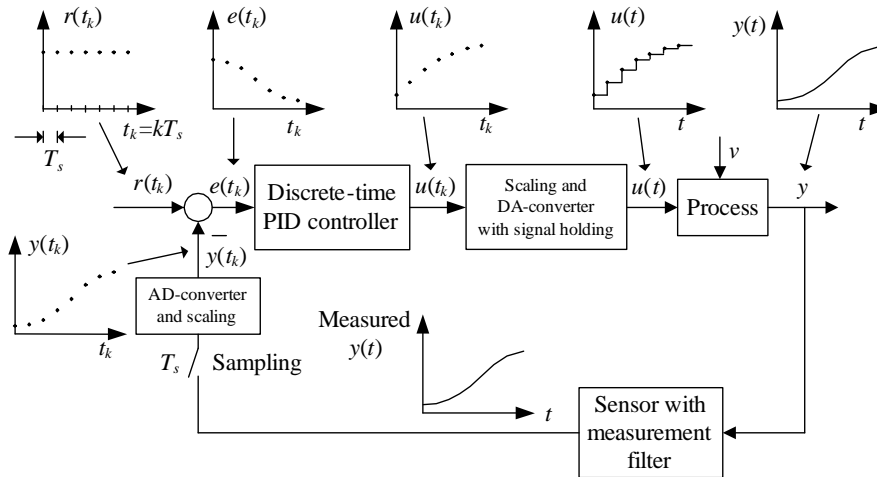 r(tₖ)
e(tₖ)
u(tₖ)
u(t)
y(t)
tₖ=kTₛ
tₖ
tₖ
t
t
Tₛ
v
r(tₖ)
e(tₖ)
Discrete-time
PID controller
u(tₖ)
Scaling and
DA-converter
with signal holding
u(t)
Process
y
–
y(tₖ)
y(tₖ)
tₖ
AD-converter
and scaling
Tₛ
Sampling
Measured
y(t)
t
Sensor with
measurement
filter